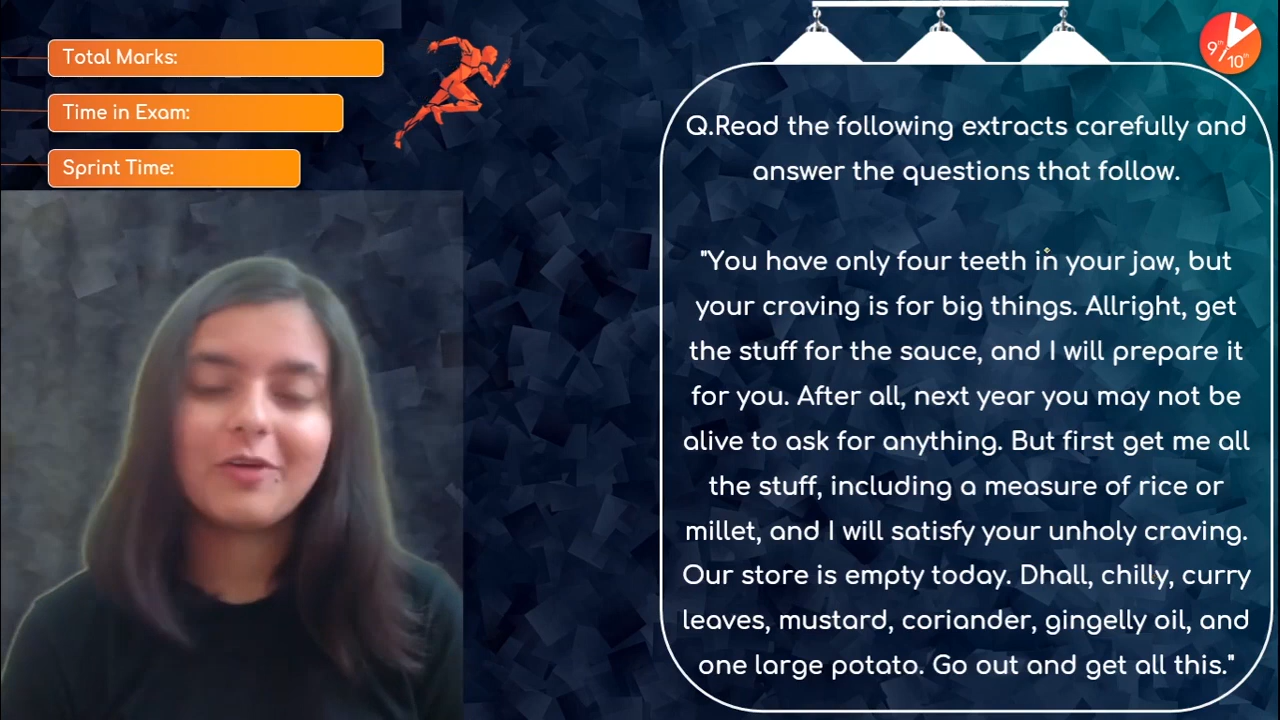 Total Marks:
Time in Exam:
Sprint Time:
9th
10th
Q.Read the following extracts carefully and
answer the questions that follow.
"You have only four teeth in your jaw, but
your craving is for big things. Allright, get
the stuff for the sauce, and I will prepare it
for you. After all, next year you may not be
alive to ask for anything. But first get me all
the stuff, including a measure of rice or
millet, and I will satisfy your unholy craving.
Our store is empty today. Dhall, chilly, curry
leaves, mustard, coriander, gingelly oil, and
one large potato. Go out and get all this."